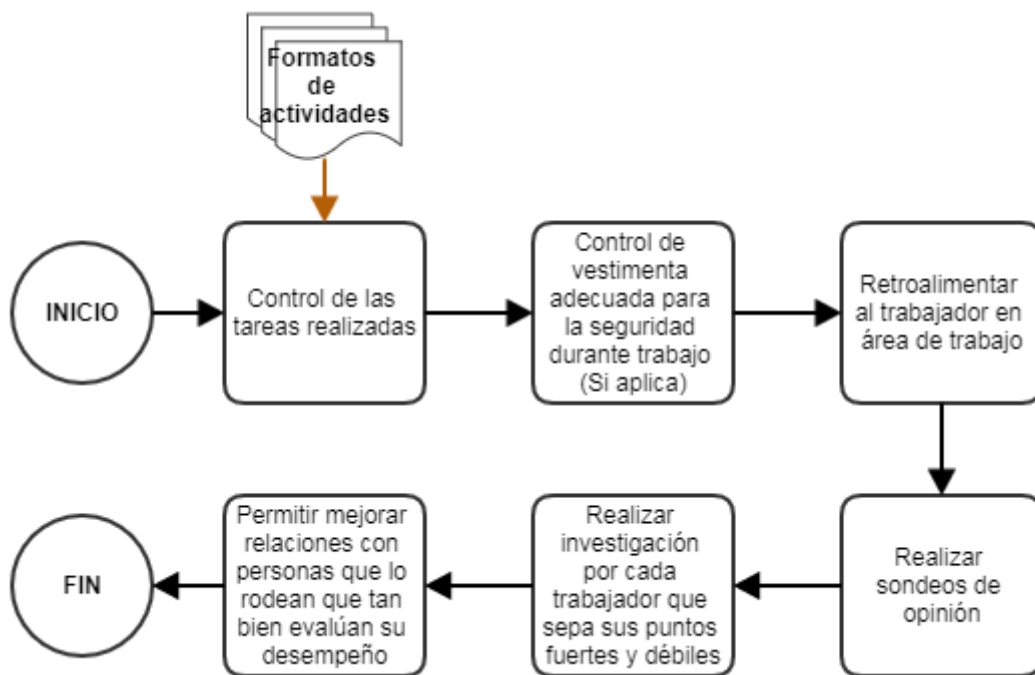 Formatos
de
actividades
INICIO
Control de las
tareas realizadas
Control de
vestimenta
adecuada para
la seguridad
durante trabajo
(Si aplica)
Retroalimentar
al trabajador en
área de trabajo
Realizar
sondeos de
opinión
Realizar
investigación
por cada
trabajador que
sepa sus puntos
fuertes y débiles
Permitir mejorar
relaciones con
personas que lo
rodean que tan
bien evalúan su
desempeño
FIN